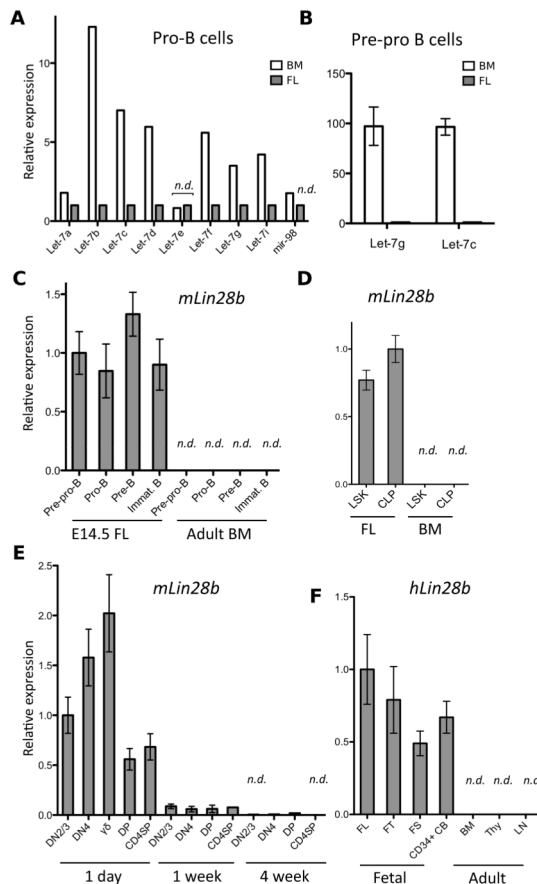 A
Pro-B cells
BM
FL
Relative expression
10
5
0
n.d.
n.d.
Let-7a
Let-7b
Let-7c
Let-7d
Let-7e
Let-7f
Let-7g
Let-7i
mir-98
B
Pre-pro B cells
BM
FL
150
100
50
0
Let-7g
Let-7c
C
mLin28b
Relative expression
1.5
1.0
0.5
0.0
n.d.
n.d.
n.d.
n.d.
Pre-pro-B
Pro-B
Pre-B
Immat. B
Pre-pro-B
Pro-B
Pre-B
Immat. B
E14.5 FL
Adult BM
D
mLin28b
1.0
0.5
0.0
n.d.
n.d.
LSK
CLP
LSK
CLP
FL
BM
E
mLin28b
Relative expression
2.5
2.0
1.5
1.0
0.5
0.0
n.d.
n.d.
DN2/3
DN4
γδ
DP
CD4SP
DN2/3
DN4
DP
CD4SP
DN2/3
DN4
DP
CD4SP
1 day
1 week
4 week
F
hLin28b
1.5
1.0
0.5
0.0
n.d.
n.d.
n.d.
FL
FT
FS
CD34+ CB
BM
Thy
LN
Fetal
Adult